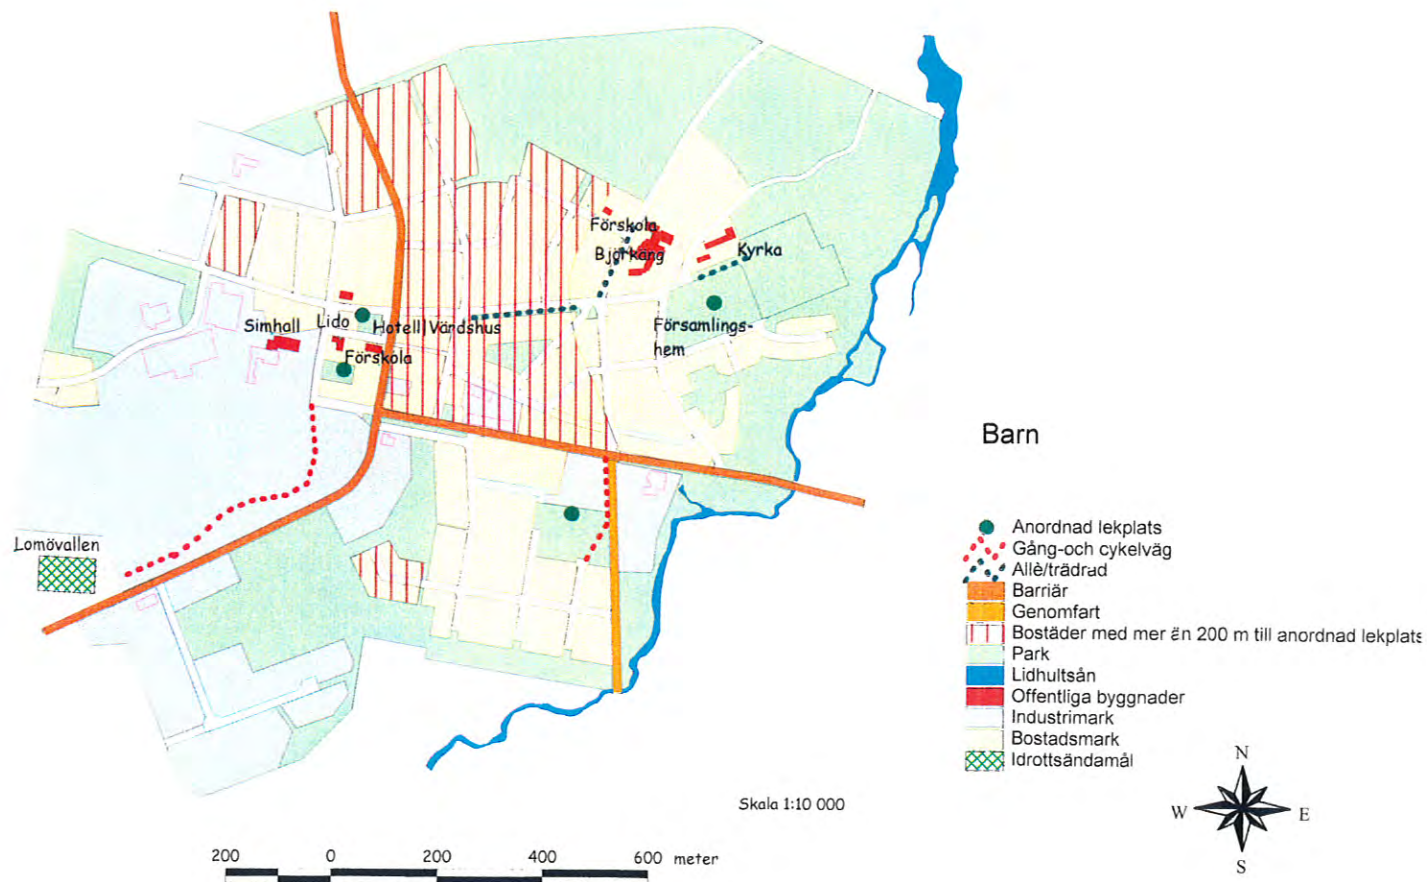 Förskola
Björkäng
Kyrka
Simhall
Lido
Hotell/Värdshus
Församlings-
hem
Förskola
Lomövallen
Barn
Anordnad lekplats
Gång-och cykelväg
Allè/trädrad
Barriär
Genomfart
Bostäder med mer än 200 m till anordnad lekplats
Park
Lidhultsån
Offentliga byggnader
Industrimark
Bostadsmark
Idrottsändamål
N
W
E
S
Skala 1:10 000
200 0 200 400 600 meter